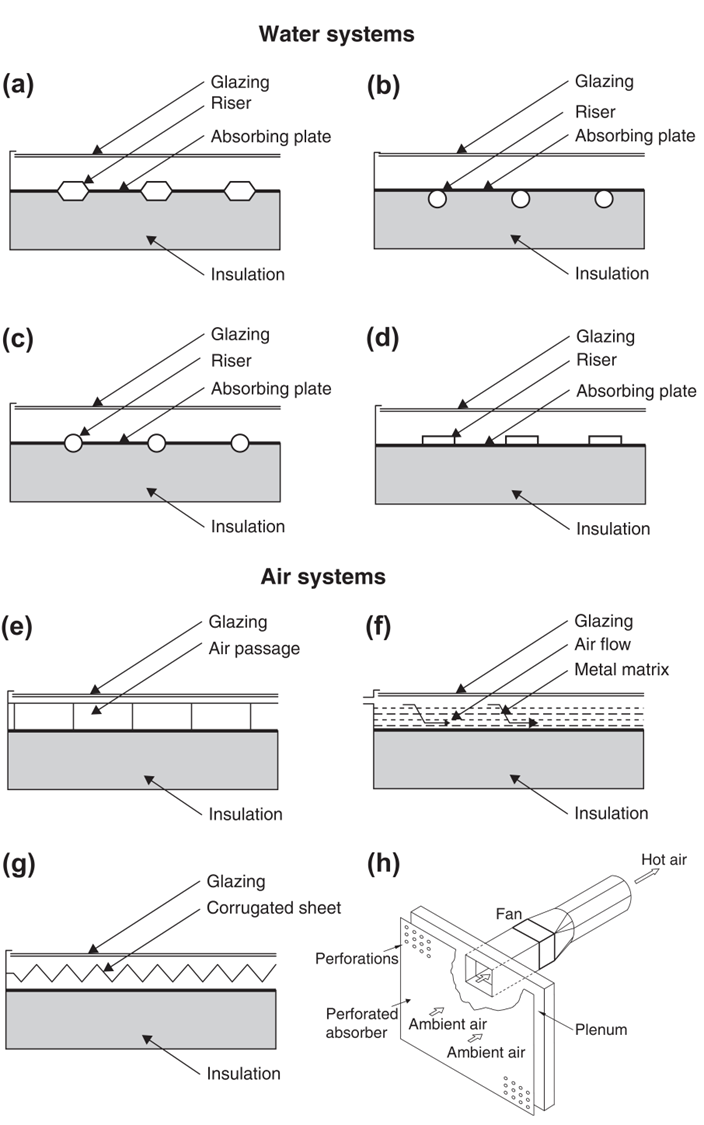 Water systems
(a)
Glazing
Riser
Absorbing plate
Insulation
(b)
Glazing
Riser
Absorbing plate
Insulation
(c)
Glazing
Riser
Absorbing plate
Insulation
(d)
Glazing
Riser
Absorbing plate
Insulation
Air systems
(e)
Glazing
Air passage
Insulation
(f)
Glazing
Air flow
Metal matrix
Insulation
(g)
Glazing
Corrugated sheet
Insulation
(h)
Hot air
Fan
Perforations
Perforated
absorber
Ambient air
Ambient air
Plenum